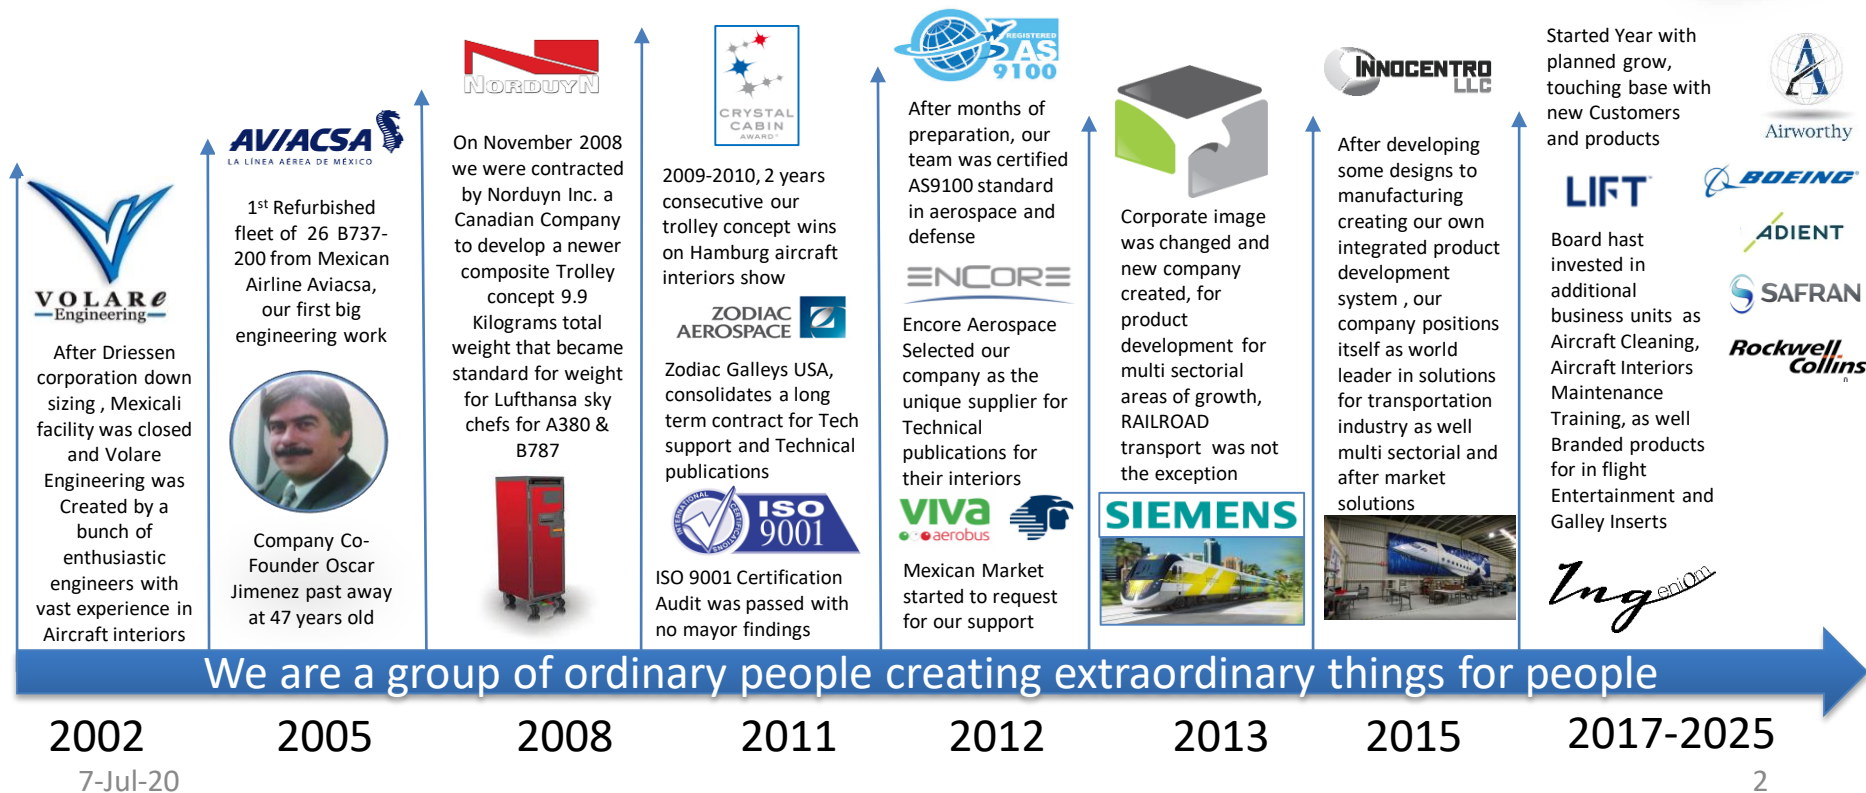 VOLARe
Engineering
After Driessen
corporation down
sizing , Mexicali
facility was closed
and Volare
Engineering was
Created by a
bunch of
enthusiastic
engineers with
vast experience in
Aircraft interiors
AVIACSA
LA LÍNEA AÉREA DE MÉXICO
1st Refurbished
fleet of 26 B737-
200 from Mexican
Airline Aviacsa,
our first big
engineering work
Company Co-
Founder Oscar
Jimenez past away
at 47 years old
NORDUYN
On November 2008
we were contracted
by Norduyn Inc. a
Canadian Company
to develop a newer
composite Trolley
concept 9.9
Kilograms total
weight that became
standard for weight
for Lufthansa sky
chefs for A380 &
B787
CRYSTAL
CABIN
AWARD
2009-2010, 2 years
consecutive our
trolley concept wins
on Hamburg aircraft
interiors show
ZODIAC
AEROSPACE
Zodiac Galleys USA,
consolidates a long
term contract for Tech
support and Technical
publications
INTERNATIONAL
CERTIFICATIONS
ISO
9001
ISO 9001 Certification
Audit was passed with
no mayor findings
REGISTERED
AS
9100
After months of
preparation, our
team was certified
AS9100 standard
in aerospace and
defense
ENCORE
Encore Aerospace
Selected our
company as the
unique supplier for
Technical
publications for
their interiors
VIVA
aerobus
Mexican Market
started to request
for our support
Corporate image
was changed and
new company
created, for
product
development for
multi sectorial
areas of growth,
RAILROAD
transport was not
the exception
SIEMENS
INNOCENTRO
LLC
After developing
some designs to
manufacturing
creating our own
integrated product
development
system , our
company positions
itself as world
leader in solutions
for transportation
industry as well
multi sectorial and
after market
solutions
Started Year with
planned grow,
touching base with
new Customers
and products
LIFT
Board hast
invested in
additional
business units as
Aircraft Cleaning,
Aircraft Interiors
Maintenance
Training, as well
Branded products
for in flight
Entertainment and
Galley Inserts
Ingeniom
A
Airworthy
BOEING
ADIENT
SAFRAN
Rockwell
Collins
We are a group of ordinary people creating extraordinary things for people
2002
2005
2008
2011
2012
2013
2015
2017-2025
7-Jul-20
2